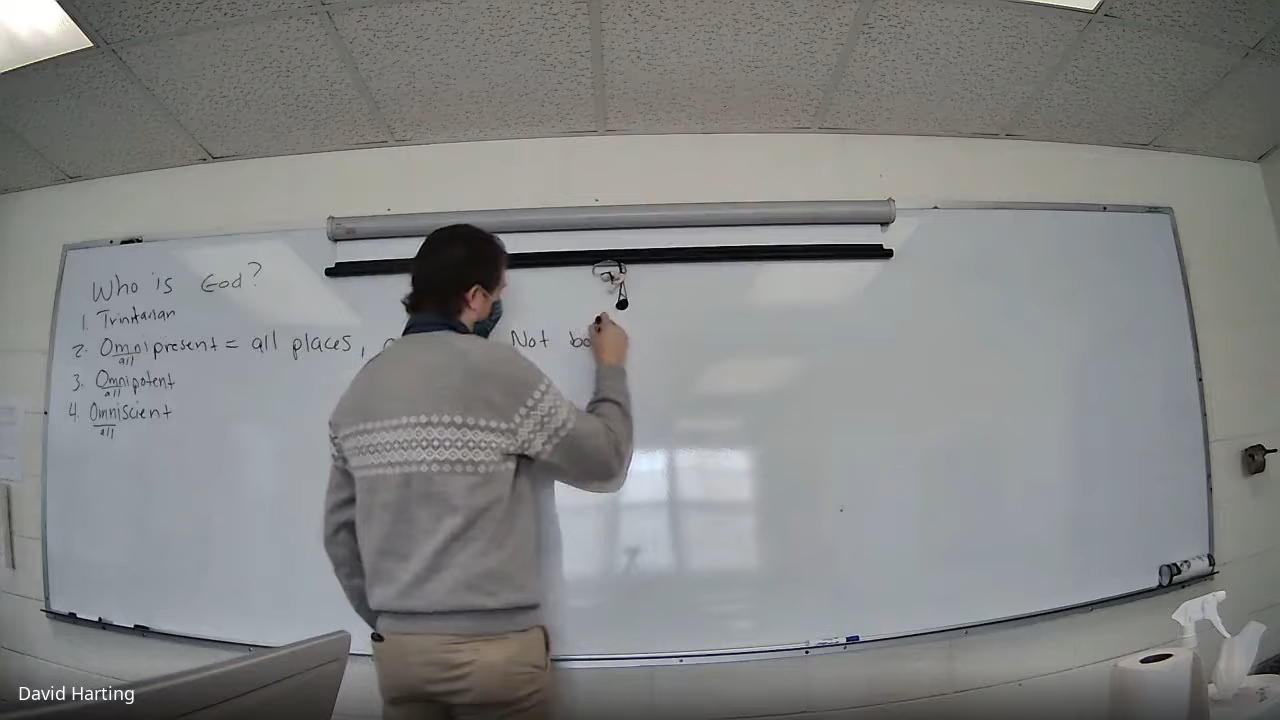 Who is God?
1. Trinitarian
2. Omnipresent = all places, Not bo
all
3. Omnipotent
all
4. Omniscient
all
David Harting